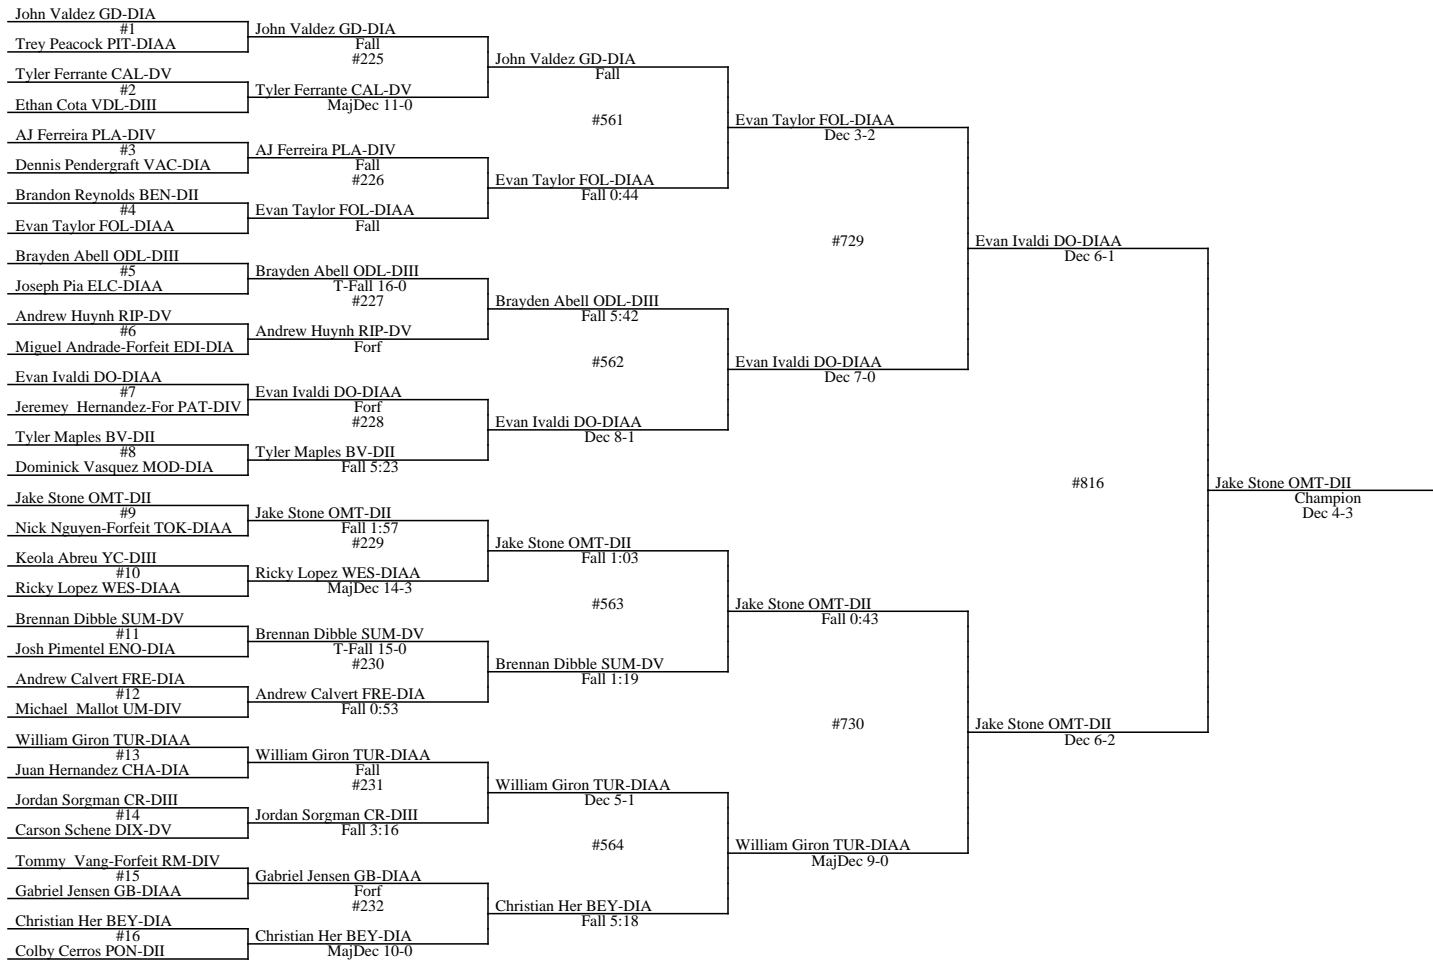 John Valdez GD-DIA
#1
Trey Peacock PIT-DIAA
Tyler Ferrante CAL-DV
#2
Ethan Cota VDL-DIII
AJ Ferreira PLA-DIV
#3
Dennis Pendergraft VAC-DIA
Brandon Reynolds BEN-DII
#4
Evan Taylor FOL-DIAA
Brayden Abell ODL-DIII
#5
Joseph Pia ELC-DIAA
Andrew Huynh RIP-DV
#6
Miguel Andrade-Forfeit EDI-DIA
Evan Ivaldi DO-DIAA
#7
Jeremey  Hernandez-For PAT-DIV
Tyler Maples BV-DII
#8
Dominick Vasquez MOD-DIA
Jake Stone OMT-DII
#9
Nick Nguyen-Forfeit TOK-DIAA
Keola Abreu YC-DIII
#10
Ricky Lopez WES-DIAA
Brennan Dibble SUM-DV
#11
Josh Pimentel ENO-DIA
Andrew Calvert FRE-DIA
#12
Michael  Mallot UM-DIV
William Giron TUR-DIAA
#13
Juan Hernandez CHA-DIA
Jordan Sorgman CR-DIII
#14
Carson Schene DIX-DV
Tommy  Vang-Forfeit RM-DIV
#15
Gabriel Jensen GB-DIAA
Christian Her BEY-DIA
#16
Colby Cerros PON-DII
John Valdez GD-DIA
Fall
#225
Tyler Ferrante CAL-DV
MajDec 11-0
AJ Ferreira PLA-DIV
Fall
#226
Evan Taylor FOL-DIAA
Fall
Brayden Abell ODL-DIII
T-Fall 16-0
#227
Andrew Huynh RIP-DV
Forf
Evan Ivaldi DO-DIAA
Forf
#228
Tyler Maples BV-DII
Fall 5:23
Jake Stone OMT-DII
Fall 1:57
#229
Ricky Lopez WES-DIAA
MajDec 14-3
Brennan Dibble SUM-DV
T-Fall 15-0
#230
Andrew Calvert FRE-DIA
Fall 0:53
William Giron TUR-DIAA
Fall
#231
Jordan Sorgman CR-DIII
Fall 3:16
Gabriel Jensen GB-DIAA
Forf
#232
Christian Her BEY-DIA
MajDec 10-0
John Valdez GD-DIA
Fall
#561
Evan Taylor FOL-DIAA
Fall 0:44
Brayden Abell ODL-DIII
Fall 5:42
#562
Evan Ivaldi DO-DIAA
Dec 8-1
Jake Stone OMT-DII
Fall 1:03
#563
Brennan Dibble SUM-DV
Fall 1:19
William Giron TUR-DIAA
Dec 5-1
#564
Christian Her BEY-DIA
Fall 5:18
Evan Taylor FOL-DIAA
Dec 3-2
#729
Evan Ivaldi DO-DIAA
Dec 7-0
Jake Stone OMT-DII
Fall 0:43
#730
William Giron TUR-DIAA
MajDec 9-0
Evan Ivaldi DO-DIAA
Dec 6-1
#816
Jake Stone OMT-DII
Dec 6-2
Jake Stone OMT-DII
Champion
Dec 4-3